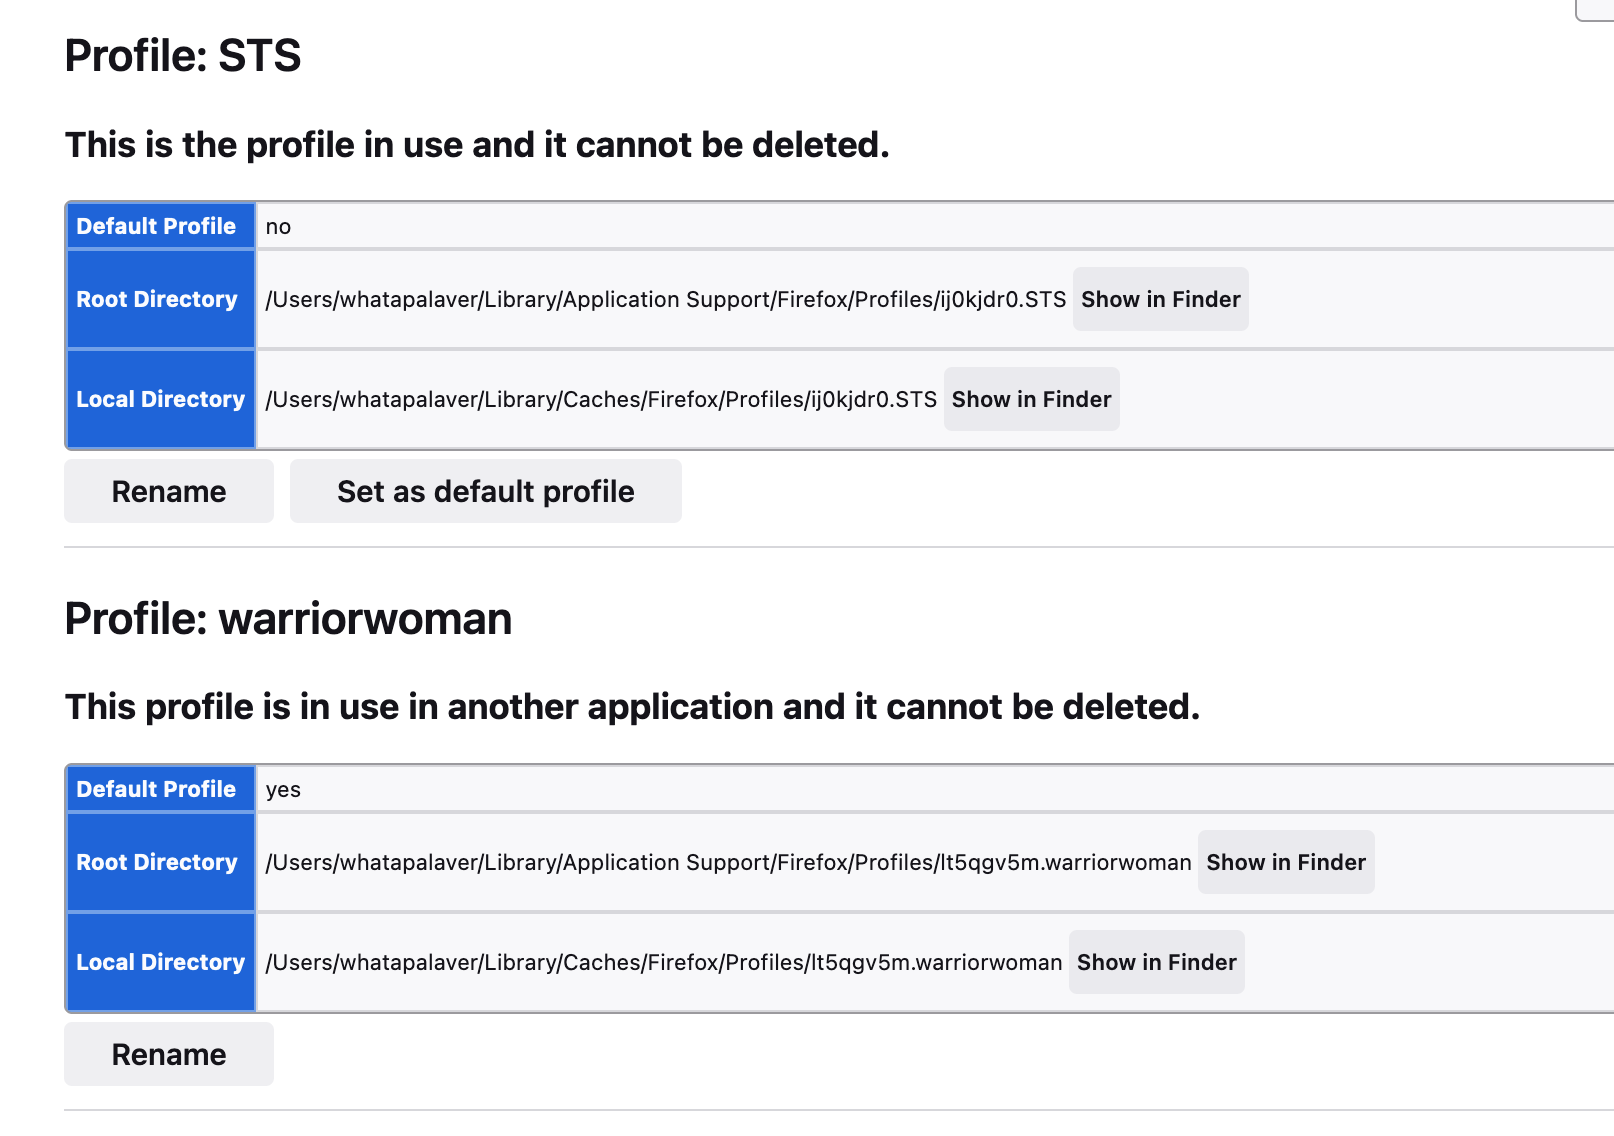 Profile: STS
This is the profile in use and it cannot be deleted.
Default Profile no
Root Directory /Users/whatapalaver/Library/Application Support/Firefox/Profiles/ij0kjdr0.STS Show in Finder
Local Directory /Users/whatapalaver/Library/Caches/Firefox/Profiles/ij0kjdr0.STS Show in Finder
Rename Set as default profile
Profile: warriorwoman
This profile is in use in another application and it cannot be deleted.
Default Profile yes
Root Directory /Users/whatapalaver/Library/Application Support/Firefox/Profiles/lt5qgv5m.warriorwoman Show in Finder
Local Directory /Users/whatapalaver/Library/Caches/Firefox/Profiles/lt5qgv5m.warriorwoman Show in Finder
Rename